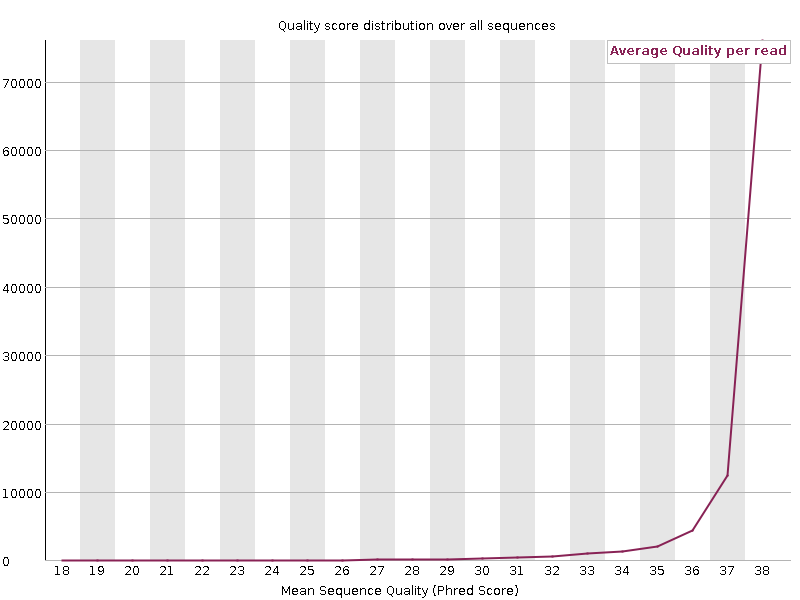 Quality score distribution over all sequences
Average Quality per read
70000
60000
50000
40000
30000
20000
10000
0
18 19 20 21 22 23 24 25 26 27 28 29 30 31 32 33 34 35 36 37 38
Mean Sequence Quality (Phred Score)